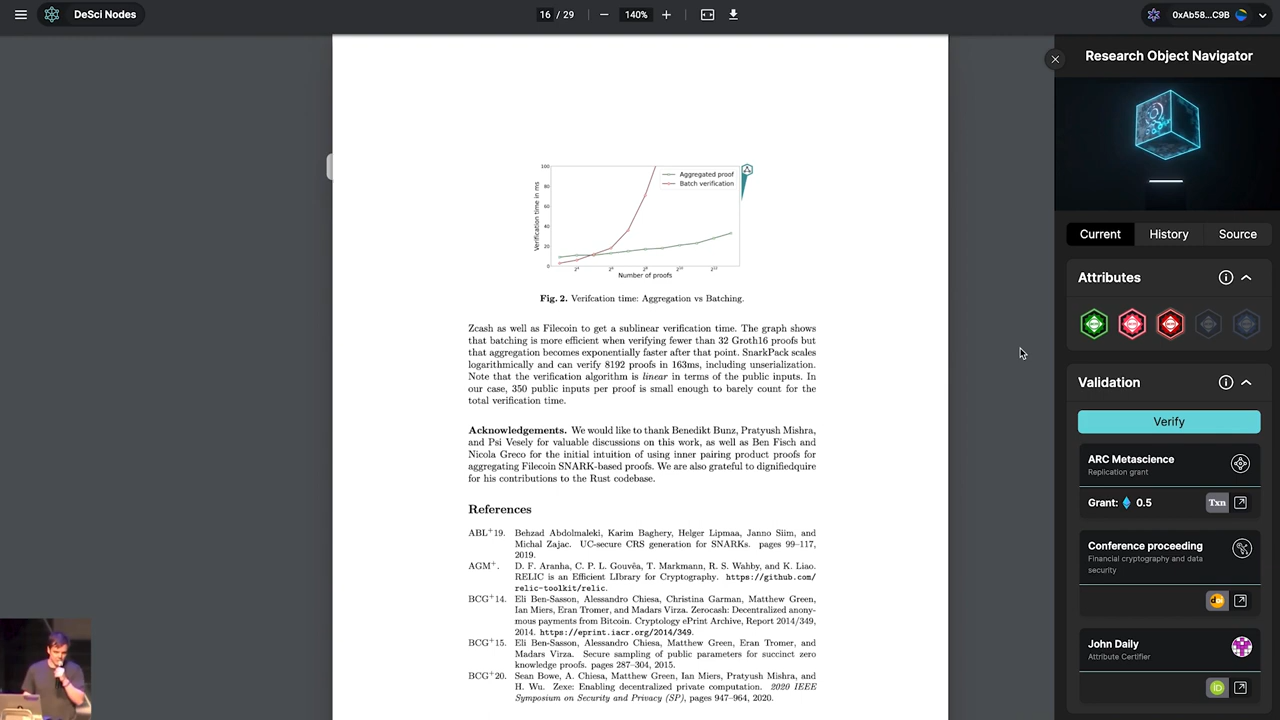 DeSci Nodes
16 / 29
140%
0xAb58...C9B
Research Object Navigator
Current
History
Source
Attributes
Validation
Verify
ARC Metascience
Replication grant
Grant: 0.5
Txn
Conference proceeding
Financial cryptography and data
security
John Daily
Attribute Certifier
iD
100
80
60
40
20
0
Verification time in ms
Aggregated proof
Batch verification
2⁴ 2⁶ 2⁸ 2¹⁰ 2¹²
Number of proofs
Fig. 2. Verifcation time: Aggregation vs Batching.
Zcash as well as Filecoin to get a sublinear verification time. The graph shows
that batching is more efficient when verifying fewer than 32 Groth16 proofs but
that aggregation becomes exponentially faster after that point. SnarkPack scales
logarithmically and can verify 8192 proofs in 163ms, including unserialization.
Note that the verification algorithm is linear in terms of the public inputs. In
our case, 350 public inputs per proof is small enough to barely count for the
total verification time.
Acknowledgements. We would like to thank Benedikt Bunz, Pratyush Mishra,
and Psi Vesely for valuable discussions on this work, as well as Ben Fisch and
Nicola Greco for the initial intuition of using inner pairing product proofs for
aggregating Filecoin SNARK-based proofs. We are also grateful to dignifiedquire
for his contributions to the Rust codebase.
References
ABL⁺19. Behzad Abdolmaleki, Karim Baghery, Helger Lipmaa, Janno Siim, and
Michal Zajac. UC-secure CRS generation for SNARKs. pages 99–117,
2019.
AGM⁺. D. F. Aranha, C. P. L. Gouvêa, T. Markmann, R. S. Wahby, and K. Liao.
RELIC is an Efficient LIbrary for Cryptography. https://github.com/
relic-toolkit/relic.
BCG⁺14. Eli Ben-Sasson, Alessandro Chiesa, Christina Garman, Matthew Green,
Ian Miers, Eran Tromer, and Madars Virza. Zerocash: Decentralized anony-
mous payments from Bitcoin. Cryptology ePrint Archive, Report 2014/349,
2014. https://eprint.iacr.org/2014/349.
BCG⁺15. Eli Ben-Sasson, Alessandro Chiesa, Matthew Green, Eran Tromer, and
Madars Virza. Secure sampling of public parameters for succinct zero
knowledge proofs. pages 287–304, 2015.
BCG⁺20. Sean Bowe, A. Chiesa, Matthew Green, Ian Miers, Pratyush Mishra, and
H. Wu. Zexe: Enabling decentralized private computation. 2020 IEEE
Symposium on Security and Privacy (SP), pages 947–964, 2020.